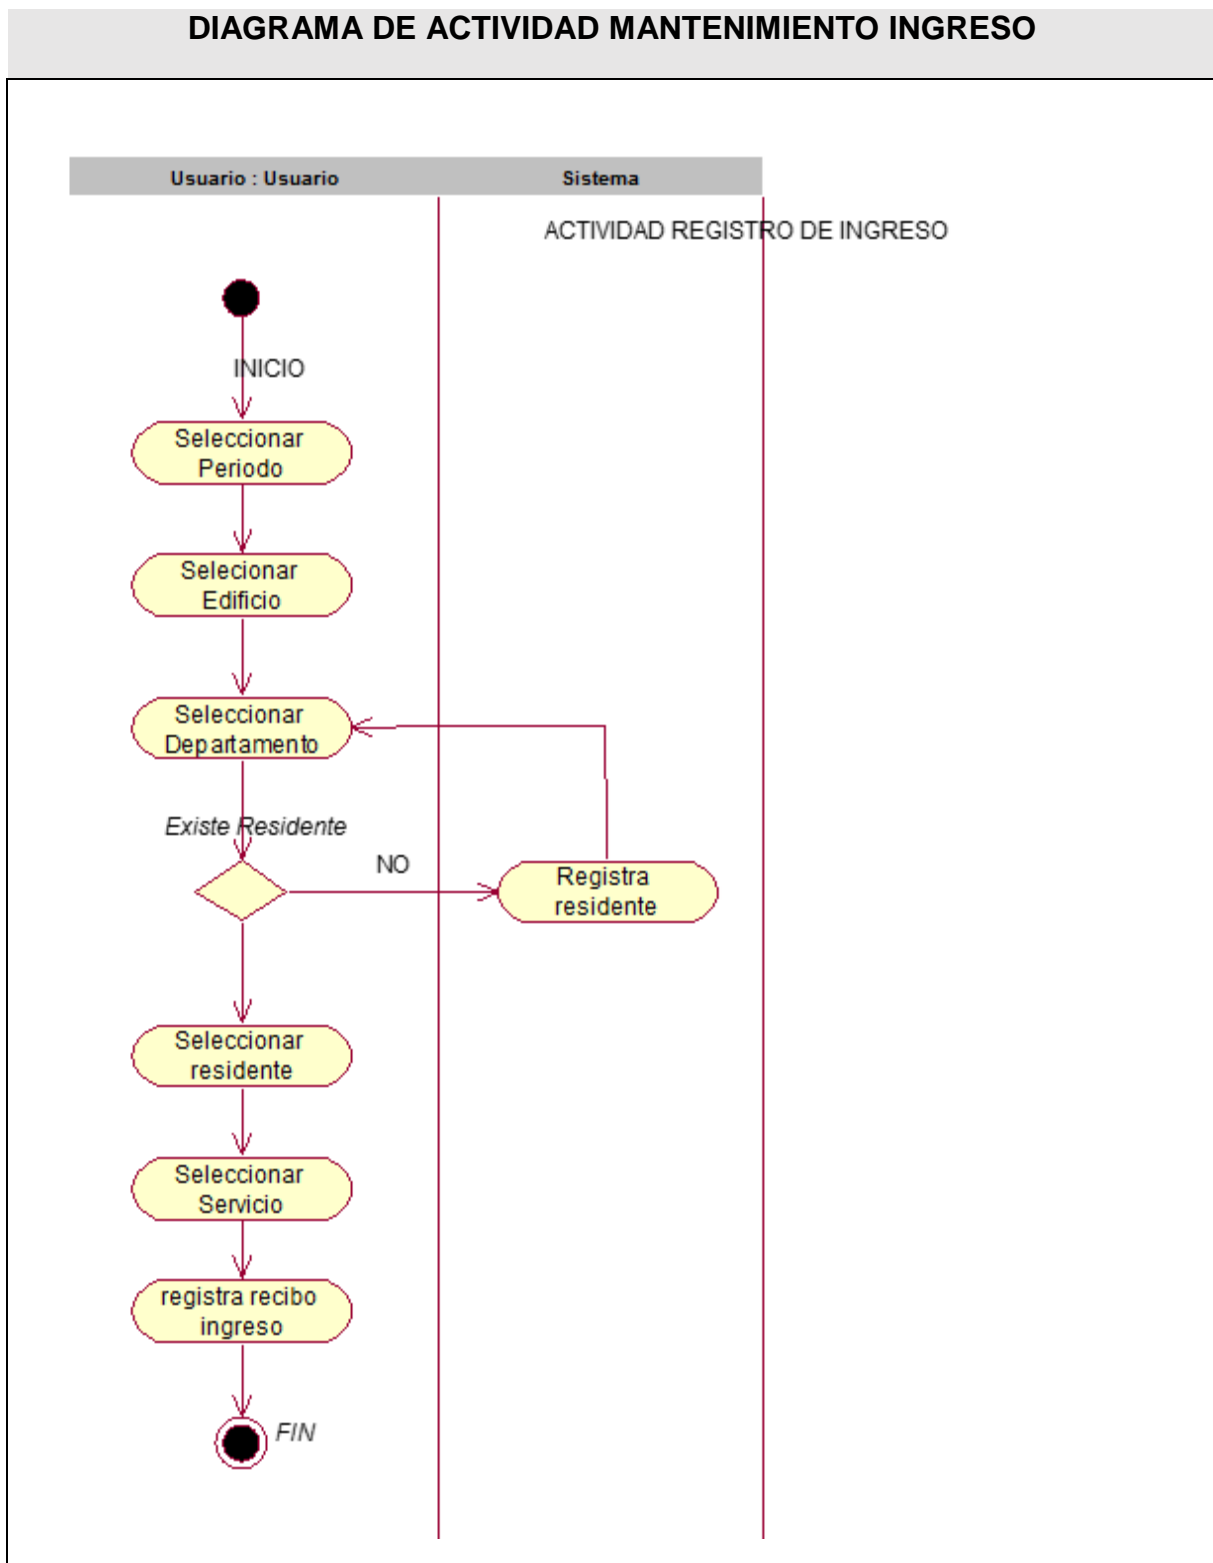 DIAGRAMA DE ACTIVIDAD MANTENIMIENTO INGRESO
Usuario : Usuario
Sistema
ACTIVIDAD REGISTRO DE INGRESO
INICIO
Seleccionar
Periodo
Selecionar
Edificio
Seleccionar
Departamento
Existe Residente
NO
Registra
residente
Seleccionar
residente
Seleccionar
Servicio
registra recibo
ingreso
FIN